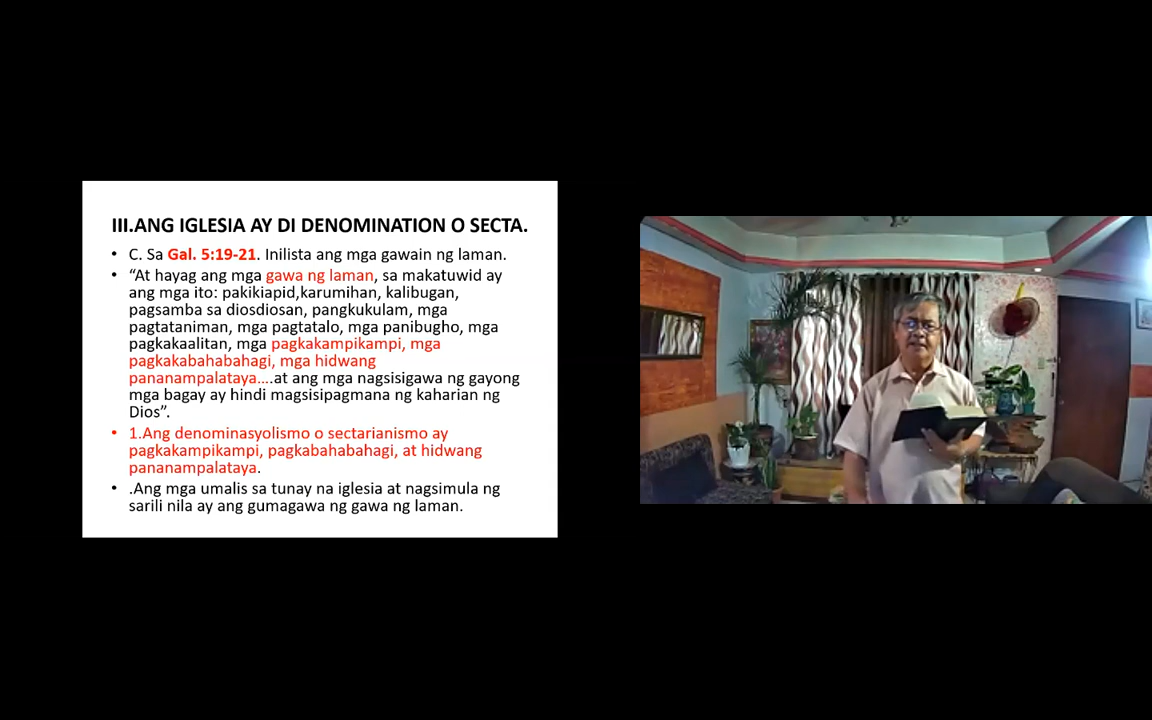 III.ANG IGLESIA AY DI DENOMINATION O SECTA.
• C. Sa Gal. 5:19-21. Inilista ang mga gawain ng laman.
• “At hayag ang mga gawa ng laman, sa makatuwid ay
ang mga ito: pakikiapid,karumihan, kalibugan,
pagsamba sa diosdiosan, pangkukulam, mga
pagtataniman, mga pagtatalo, mga panibugho, mga
pagkakaalitan, mga pagkakampikampi, mga
pagkakabahabahagi, mga hidwang
pananampalataya....at ang mga nagsisigawa ng gayong
mga bagay ay hindi magsisipagmana ng kaharian ng
Dios”.
• 1.Ang denominasyolismo o sectarianismo ay
pagkakampikampi, pagkabahabahagi, at hidwang
pananampalataya.
• .Ang mga umalis sa tunay na iglesia at nagsimula ng
sarili nila ay ang gumagawa ng gawa ng laman.